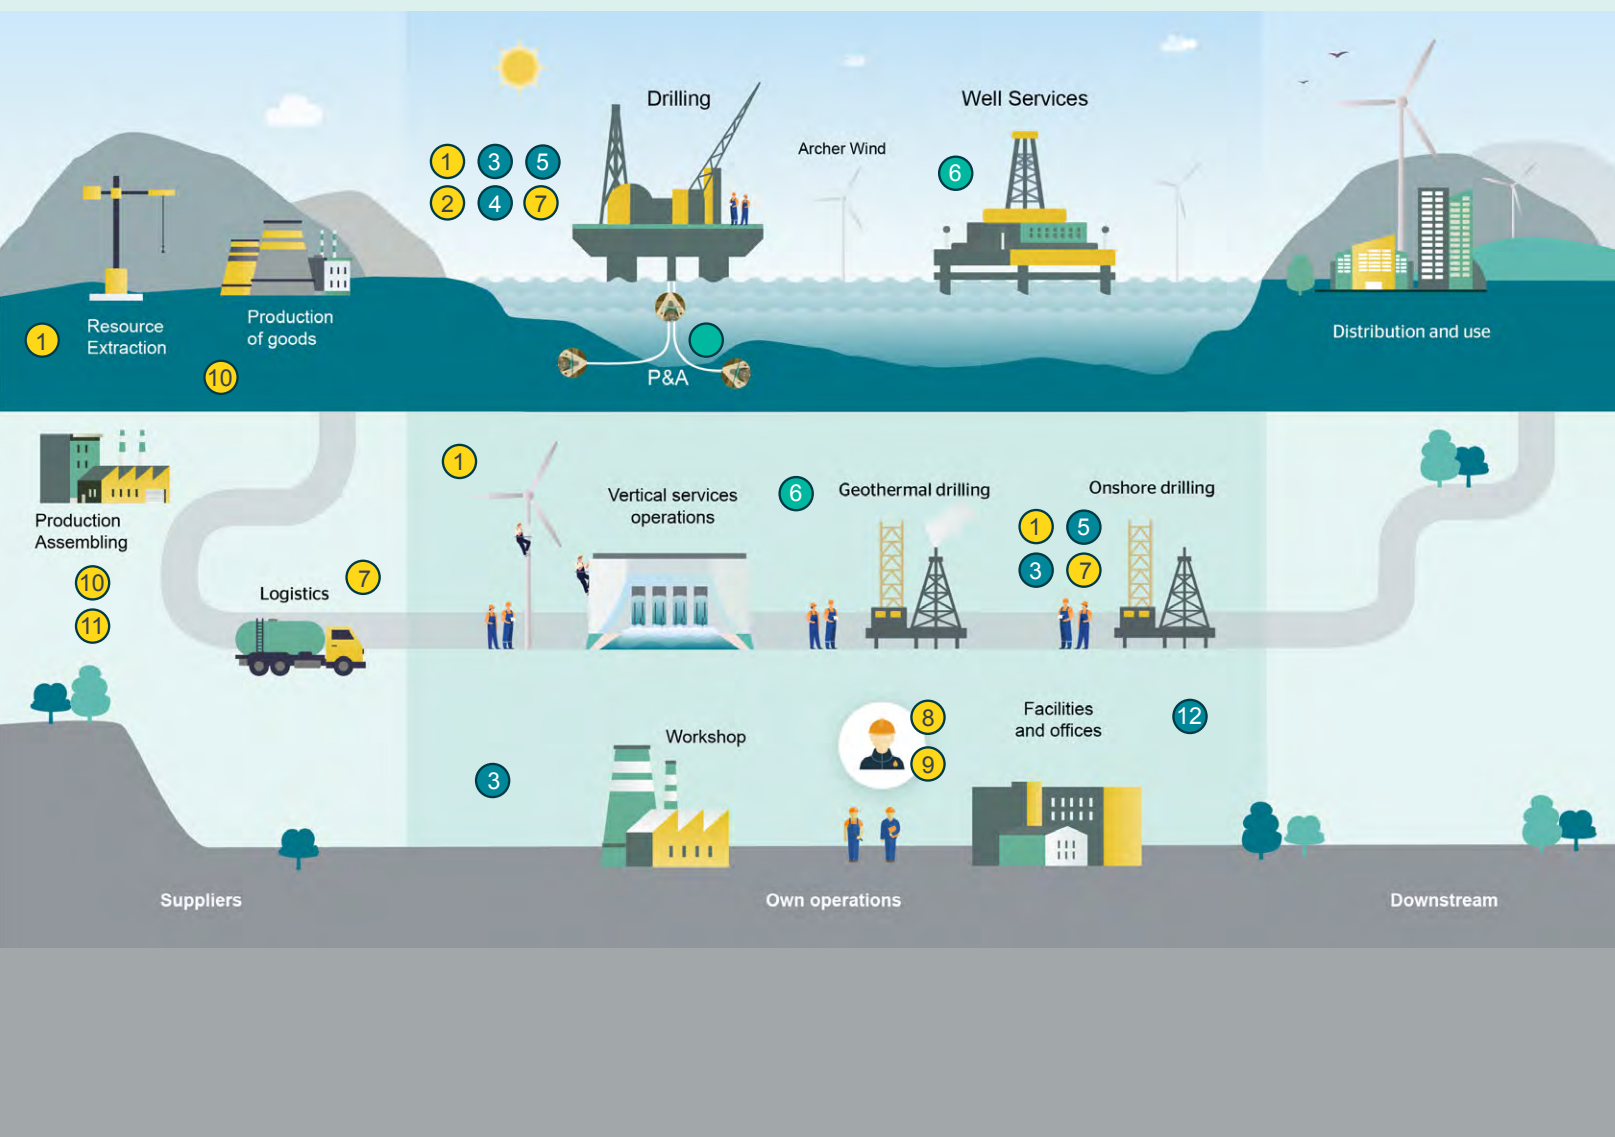 Drilling
Well Services
Archer Wind
1
3
5
2
4
7
6
Resource
Extraction
1
Production
of goods
10
P&A
Distribution and use
Production
Assembling
10
11
Logistics
7
1
Vertical services
operations
6
Geothermal drilling
Onshore drilling
1
5
3
7
Workshop
3
8
9
Facilities
and offices
12
Suppliers
Own operations
Downstream